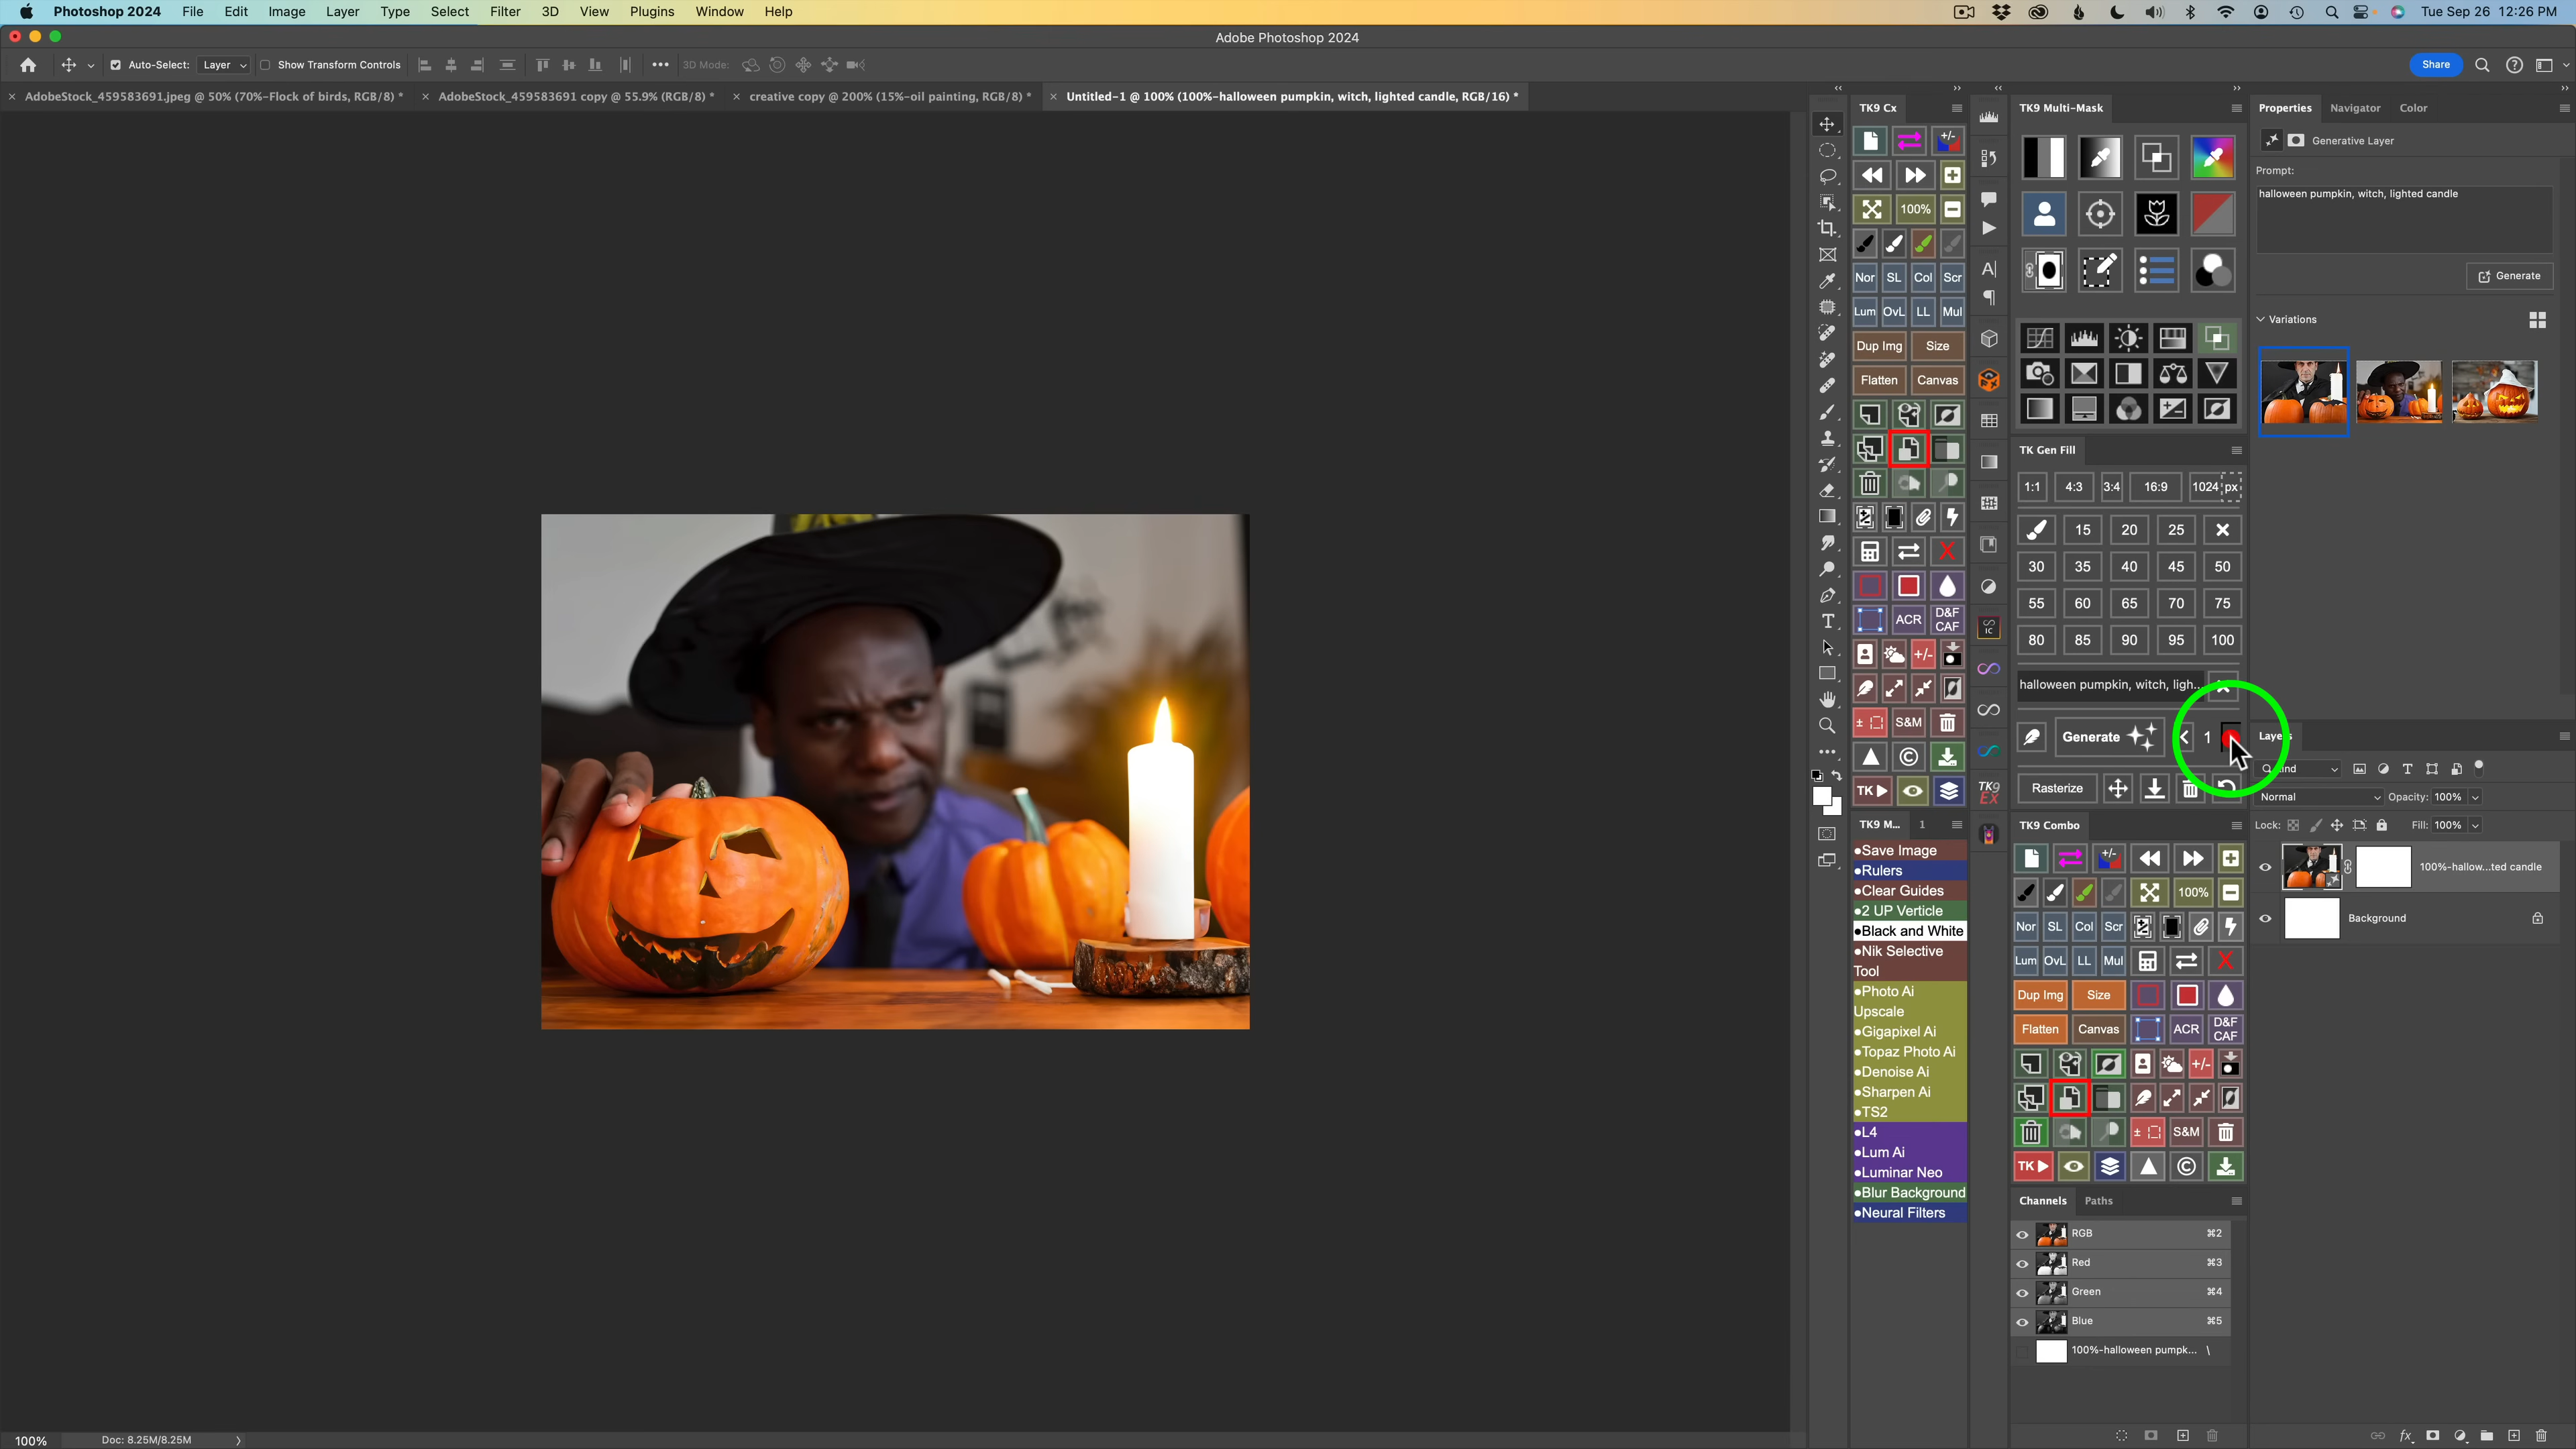 Photoshop 2024 File Edit Image Layer Type Select Filter 3D View Plugins Window Help Tue Sep 26 12:26 PM
Adobe Photoshop 2024
Auto-Select: Layer Show Transform Controls 3D Mode: Share
AdobeStock_459583691.jpeg @ 50% (70%-Flock of birds, RGB/8) *
AdobeStock_459583691 copy @ 55.9% (RGB/8) *
creative copy @ 200% (15%-oil painting, RGB/8) *
Untitled-1 @ 100% (100%-halloween pumpkin, witch, lighted candle, RGB/16) *
TK9 Cx
+/-
100%
Nor SL Col Scr
Lum OvL LL Mul
Dup Img Size
Flatten Canvas
ACR D&F CAF
+/-
± S&M
©
TK
TK9 M... 1
●Save Image
●Rulers
●Clear Guides
●2 UP Verticle
●Black and White
●Nik Selective
Tool
●Photo Ai
Upscale
●Gigapixel Ai
●Topaz Photo Ai
●Denoise Ai
●Sharpen Ai
●TS2
●L4
●Lum Ai
●Luminar Neo
●Blur Background
●Neural Filters
IC
TK9
EX
TK9 Multi-Mask
TK Gen Fill
1:1 4:3 3:4 16:9 1024 px
15 20 25
30 35 40 45 50
55 60 65 70 75
80 85 90 95 100
halloween pumpkin, witch, ligh...
Generate 1
Rasterize
TK9 Combo
+/-
100%
Nor SL Col Scr
Lum OvL LL Mul
Dup Img Size
Flatten Canvas ACR D&F CAF
+/-
± S&M
TK ©
Channels Paths
RGB ⌘2
Red ⌘3
Green ⌘4
Blue ⌘5
100%-halloween pumpk... \
Properties Navigator Color
Generative Layer
Prompt:
halloween pumpkin, witch, lighted candle
Generate
Variations
Layers
Normal Opacity: 100%
Lock: Fill: 100%
100%-hallow...ted candle
Background
fx
100% Doc: 8.25M/8.25M